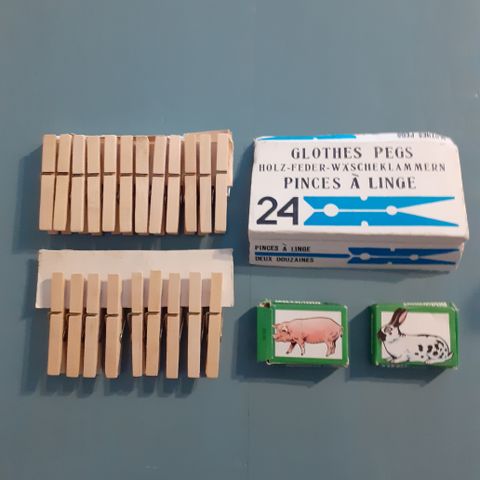 GLOTHES PEGS
HOLZ-FEDER-WÄSCHEKLAMMERN
PINCES À LINGE
24
PINCES À LINGE
DEUX DOUZAINES